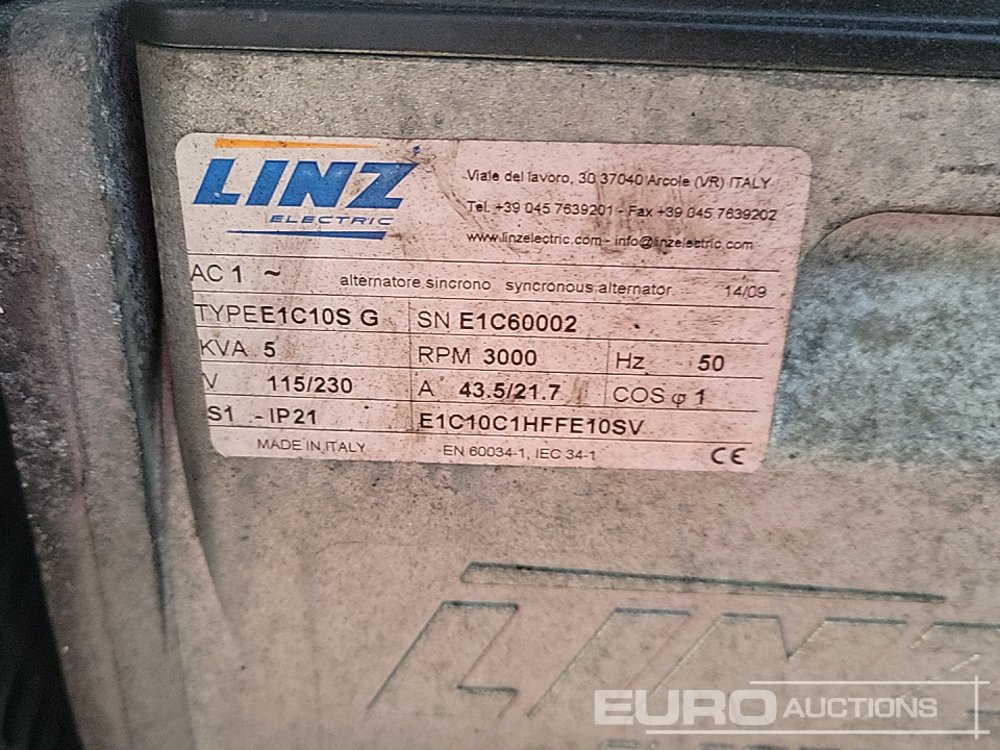 LINZ
ELECTRIC
Viale del lavoro, 30 37040 Arcole (VR) ITALY
Tel. +39 045 7639201 - Fax +39 045 7639202
www.linzelectric.com - info@linzelectric.com
AC 1 ~ alternatore sincrono syncronous alternator 14/09
TYPE E1C10S G SN E1C60002
KVA 5 RPM 3000 Hz 50
V 115/230 A 43.5/21.7 COS φ 1
S1 - IP21 E1C10C1HFFE10SV
MADE IN ITALY EN 60034-1, IEC 34-1 CE
LINZ
EURO AUCTIONS